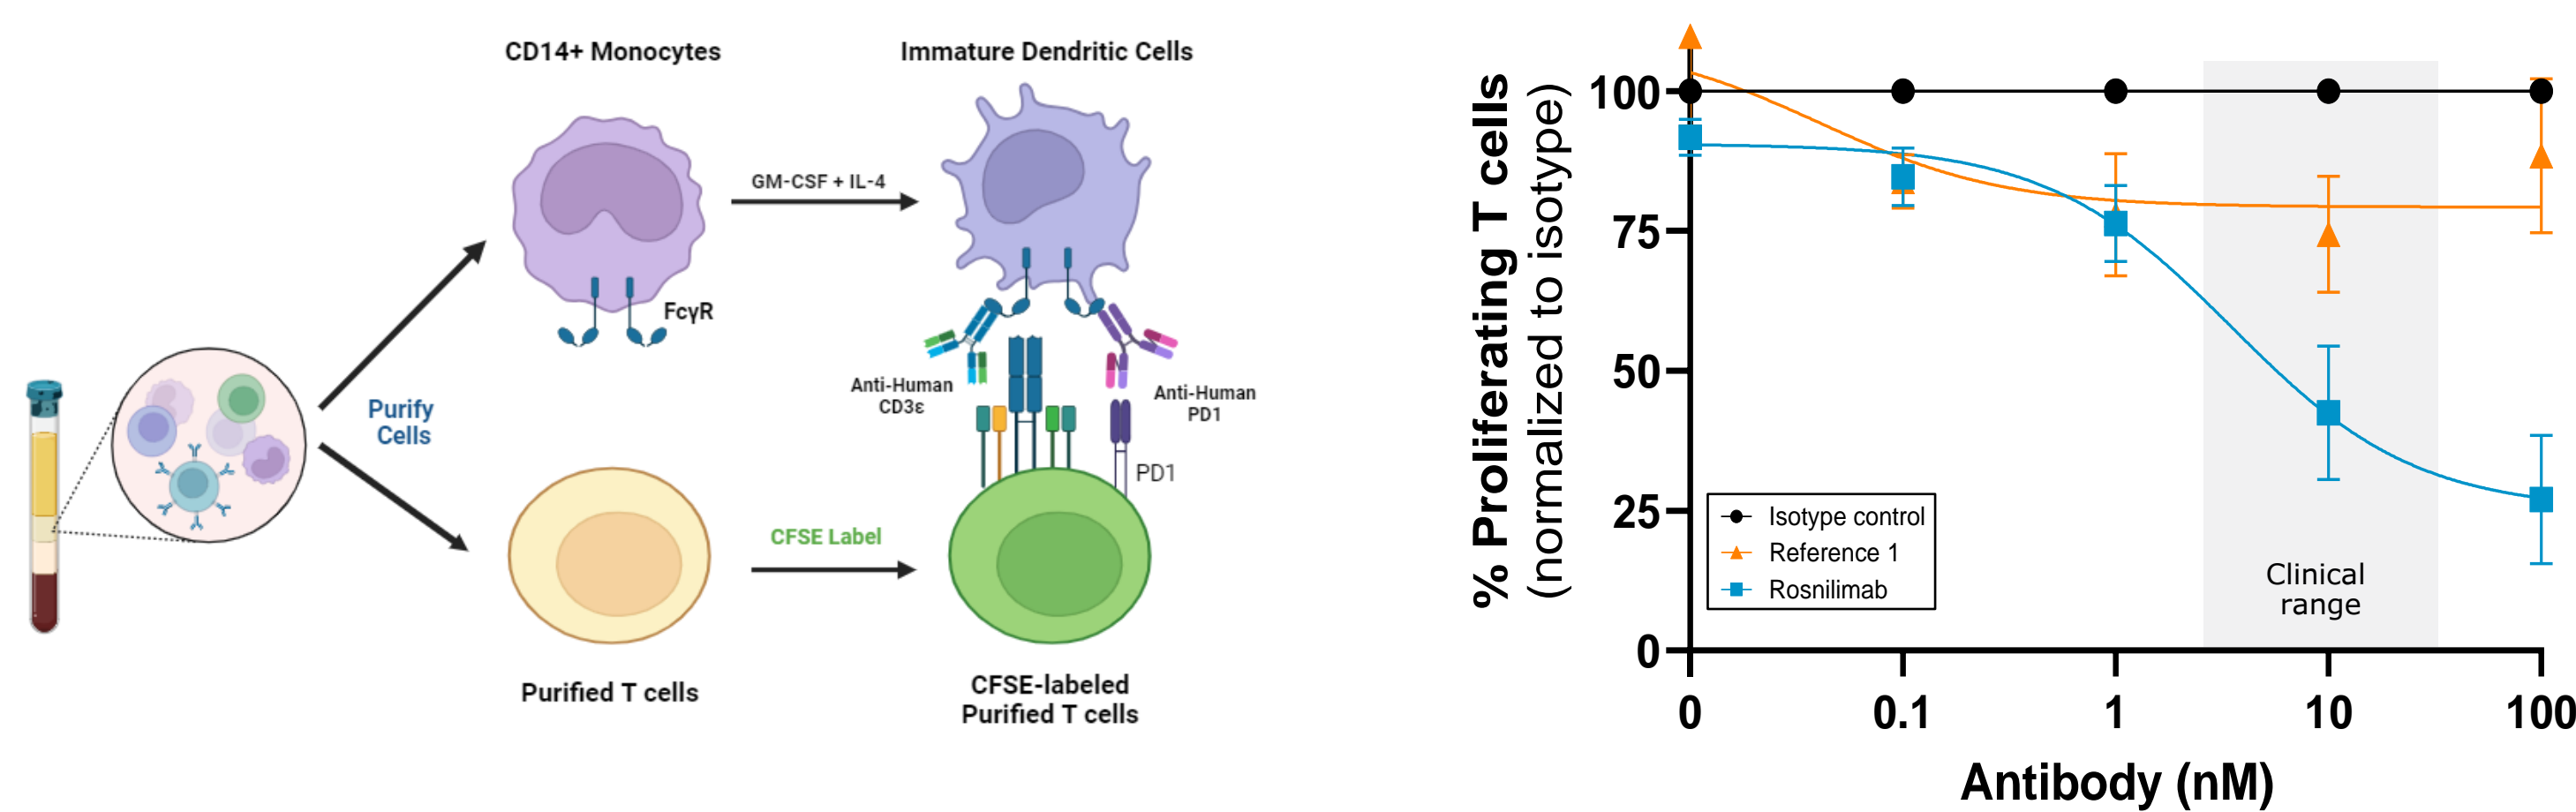 CD14+ Monocytes
Immature Dendritic Cells
GM-CSF + IL-4
FcγR
Purify
Cells
Anti-Human
CD3ε
Anti-Human
PD1
PD1
CFSE Label
Purified T cells
CFSE-labeled
Purified T cells
% Proliferating T cells
(normalized to isotype)
100
75
50
25
0
Isotype control
Reference 1
Rosnilimab
Clinical
range
0
0.1
1
10
100
Antibody (nM)